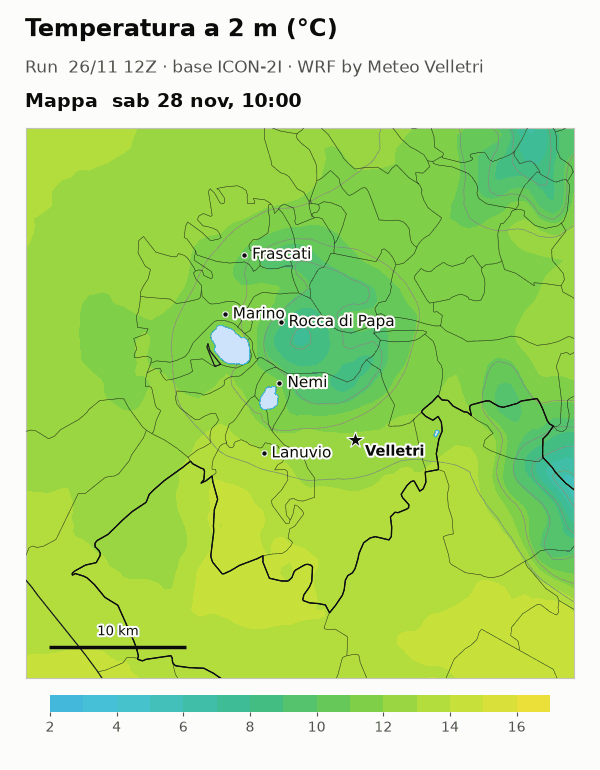 Temperatura a 2 m (°C)
Run  26/11 12Z · base ICON-2I · WRF by Meteo Velletri
Mappa  sab 28 nov, 10:00
Frascati
Marino
Rocca di Papa
Nemi
Velletri
Lanuvio
10 km
2 4 6 8 10 12 14 16